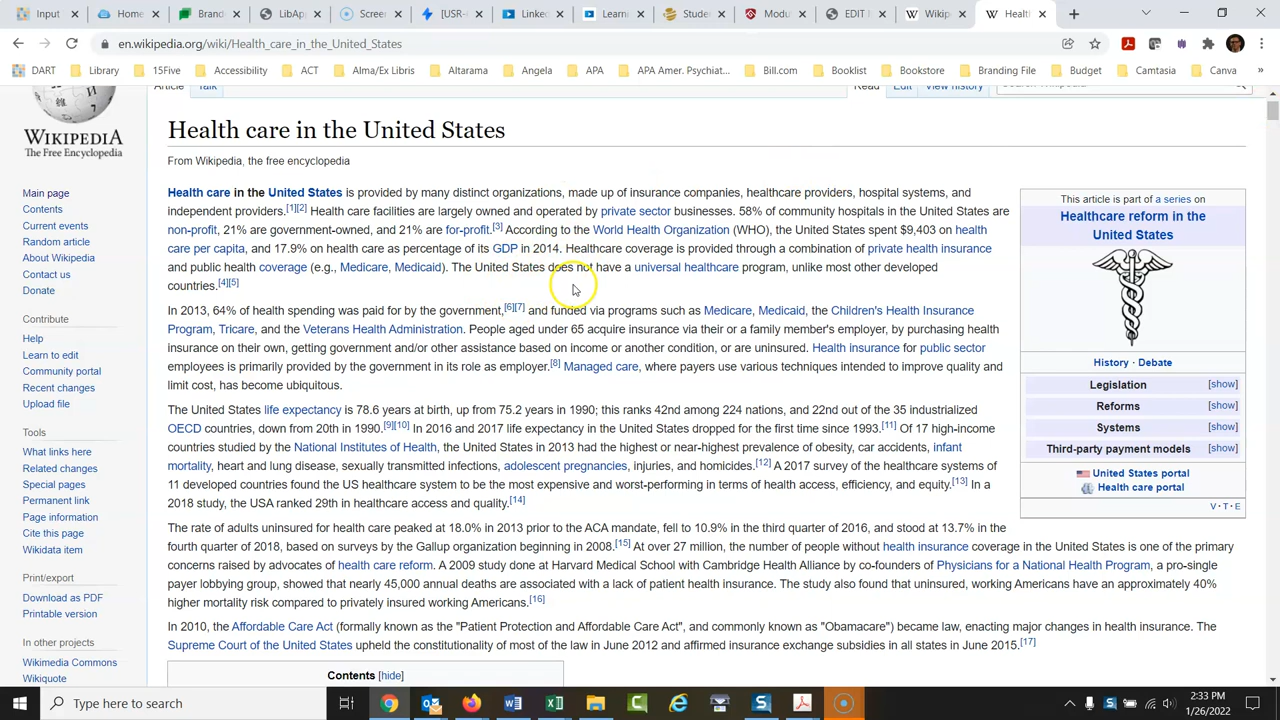 Input
Home
Brand
LibAp
Scree
[USR-
Linked
Learn
Stude
Modu
EDIT I
Wikip
Healt
en.wikipedia.org/wiki/Health_care_in_the_United_States
DART Library 15Five Accessibility ACT Alma/Ex Libris Altarama Angela APA APA Amer. Psychiat... Bill.com Booklist Bookstore Branding File Budget Camtasia Canva »
Article Talk Read Edit View history Search Wikipedia
WIKIPEDIA
The Free Encyclopedia
Main page
Contents
Current events
Random article
About Wikipedia
Contact us
Donate
Contribute
Help
Learn to edit
Community portal
Recent changes
Upload file
Tools
What links here
Related changes
Special pages
Permanent link
Page information
Cite this page
Wikidata item
Print/export
Download as PDF
Printable version
In other projects
Wikimedia Commons
Wikiquote
Health care in the United States
From Wikipedia, the free encyclopedia
Health care in the United States is provided by many distinct organizations, made up of insurance companies, healthcare providers, hospital systems, and
independent providers.[1][2] Health care facilities are largely owned and operated by private sector businesses. 58% of community hospitals in the United States are
non-profit, 21% are government-owned, and 21% are for-profit.[3] According to the World Health Organization (WHO), the United States spent $9,403 on health
care per capita, and 17.9% on health care as percentage of its GDP in 2014. Healthcare coverage is provided through a combination of private health insurance
and public health coverage (e.g., Medicare, Medicaid). The United States does not have a universal healthcare program, unlike most other developed
countries.[4][5]
In 2013, 64% of health spending was paid for by the government,[6][7] and funded via programs such as Medicare, Medicaid, the Children's Health Insurance
Program, Tricare, and the Veterans Health Administration. People aged under 65 acquire insurance via their or a family member's employer, by purchasing health
insurance on their own, getting government and/or other assistance based on income or another condition, or are uninsured. Health insurance for public sector
employees is primarily provided by the government in its role as employer.[8] Managed care, where payers use various techniques intended to improve quality and
limit cost, has become ubiquitous.
The United States life expectancy is 78.6 years at birth, up from 75.2 years in 1990; this ranks 42nd among 224 nations, and 22nd out of the 35 industrialized
OECD countries, down from 20th in 1990.[9][10] In 2016 and 2017 life expectancy in the United States dropped for the first time since 1993.[11] Of 17 high-income
countries studied by the National Institutes of Health, the United States in 2013 had the highest or near-highest prevalence of obesity, car accidents, infant
mortality, heart and lung disease, sexually transmitted infections, adolescent pregnancies, injuries, and homicides.[12] A 2017 survey of the healthcare systems of
11 developed countries found the US healthcare system to be the most expensive and worst-performing in terms of health access, efficiency, and equity.[13] In a
2018 study, the USA ranked 29th in healthcare access and quality.[14]
The rate of adults uninsured for health care peaked at 18.0% in 2013 prior to the ACA mandate, fell to 10.9% in the third quarter of 2016, and stood at 13.7% in the
fourth quarter of 2018, based on surveys by the Gallup organization beginning in 2008.[15] At over 27 million, the number of people without health insurance coverage in the United States is one of the primary
concerns raised by advocates of health care reform. A 2009 study done at Harvard Medical School with Cambridge Health Alliance by co-founders of Physicians for a National Health Program, a pro-single
payer lobbying group, showed that nearly 45,000 annual deaths are associated with a lack of patient health insurance. The study also found that uninsured, working Americans have an approximately 40%
higher mortality risk compared to privately insured working Americans.[16]
In 2010, the Affordable Care Act (formally known as the "Patient Protection and Affordable Care Act", and commonly known as "Obamacare") became law, enacting major changes in health insurance. The
Supreme Court of the United States upheld the constitutionality of most of the law in June 2012 and affirmed insurance exchange subsidies in all states in June 2015.[17]
Contents [hide]
This article is part of a series on
Healthcare reform in the
United States
History · Debate
Legislation [show]
Reforms [show]
Systems [show]
Third-party payment models [show]
United States portal
Health care portal
V · T · E
Type here to search
2:33 PM
1/26/2022